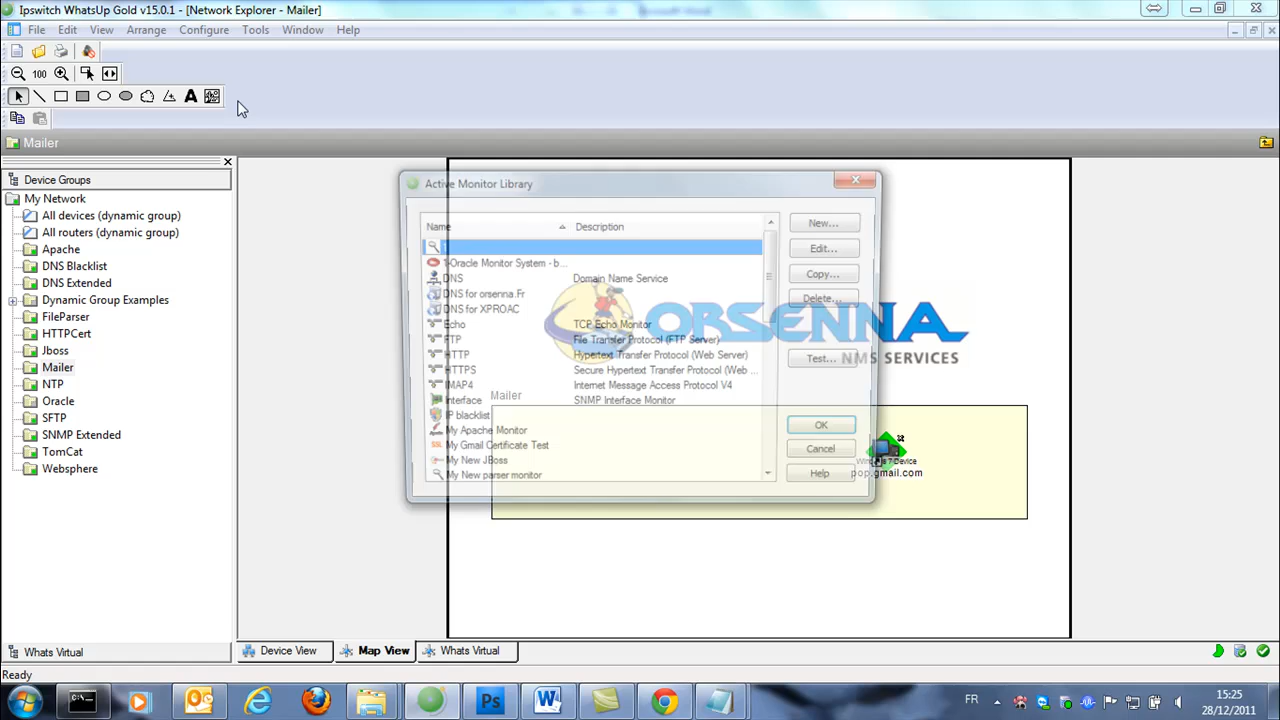 Ipswitch WhatsUp Gold v15.0.1 - [Network Explorer - Mailer]
File Edit View Arrange Configure Tools Window Help
100
A
Mailer
Device Groups
My Network
All devices (dynamic group)
All routers (dynamic group)
Apache
DNS Blacklist
DNS Extended
Dynamic Group Examples
FileParser
HTTPCert
Jboss
Mailer
NTP
Oracle
SFTP
SNMP Extended
TomCat
Websphere
Whats Virtual
Active Monitor Library
Name Description
1-Oracle Monitor System - b...
DNS Domain Name Service
DNS for orsenna.Fr
DNS for XPROAC
Echo TCP Echo Monitor
FTP File Transfer Protocol (FTP Server)
HTTP Hypertext Transfer Protocol (Web Server)
HTTPS Secure Hypertext Transfer Protocol (Web ...
IMAP4 Internet Message Access Protocol V4
Interface SNMP Interface Monitor
IP blacklist
My Apache Monitor
My Gmail Certificate Test
My New JBoss
My New parser monitor
New...
Edit...
Copy...
Delete...
Test...
OK
Cancel
Help
ORSENNA
NMS SERVICES
Mailer
Windows 7 Device
pop.gmail.com
Device View Map View Whats Virtual
Ready
FR
15:25
28/12/2011